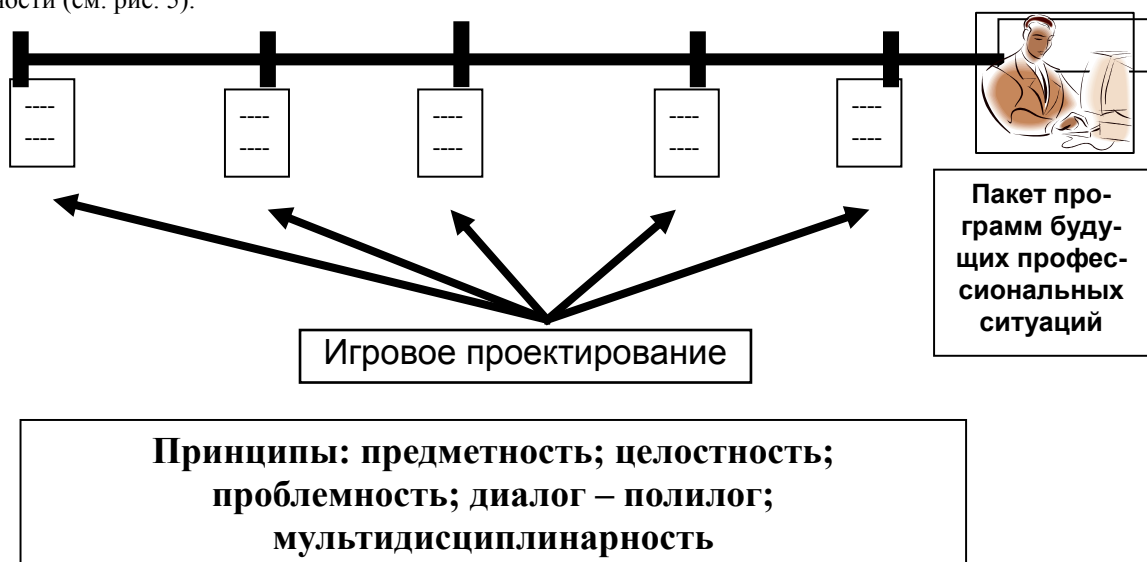 ности (см. рис. 5).
----
----
----
----
----
----
----
----
----
----
Пакет про-
грамм буду-
щих профес-
сиональных
ситуаций
Игровое проектирование
Принципы: предметность; целостность;
проблемность; диалог – полилог;
мультидисциплинарность